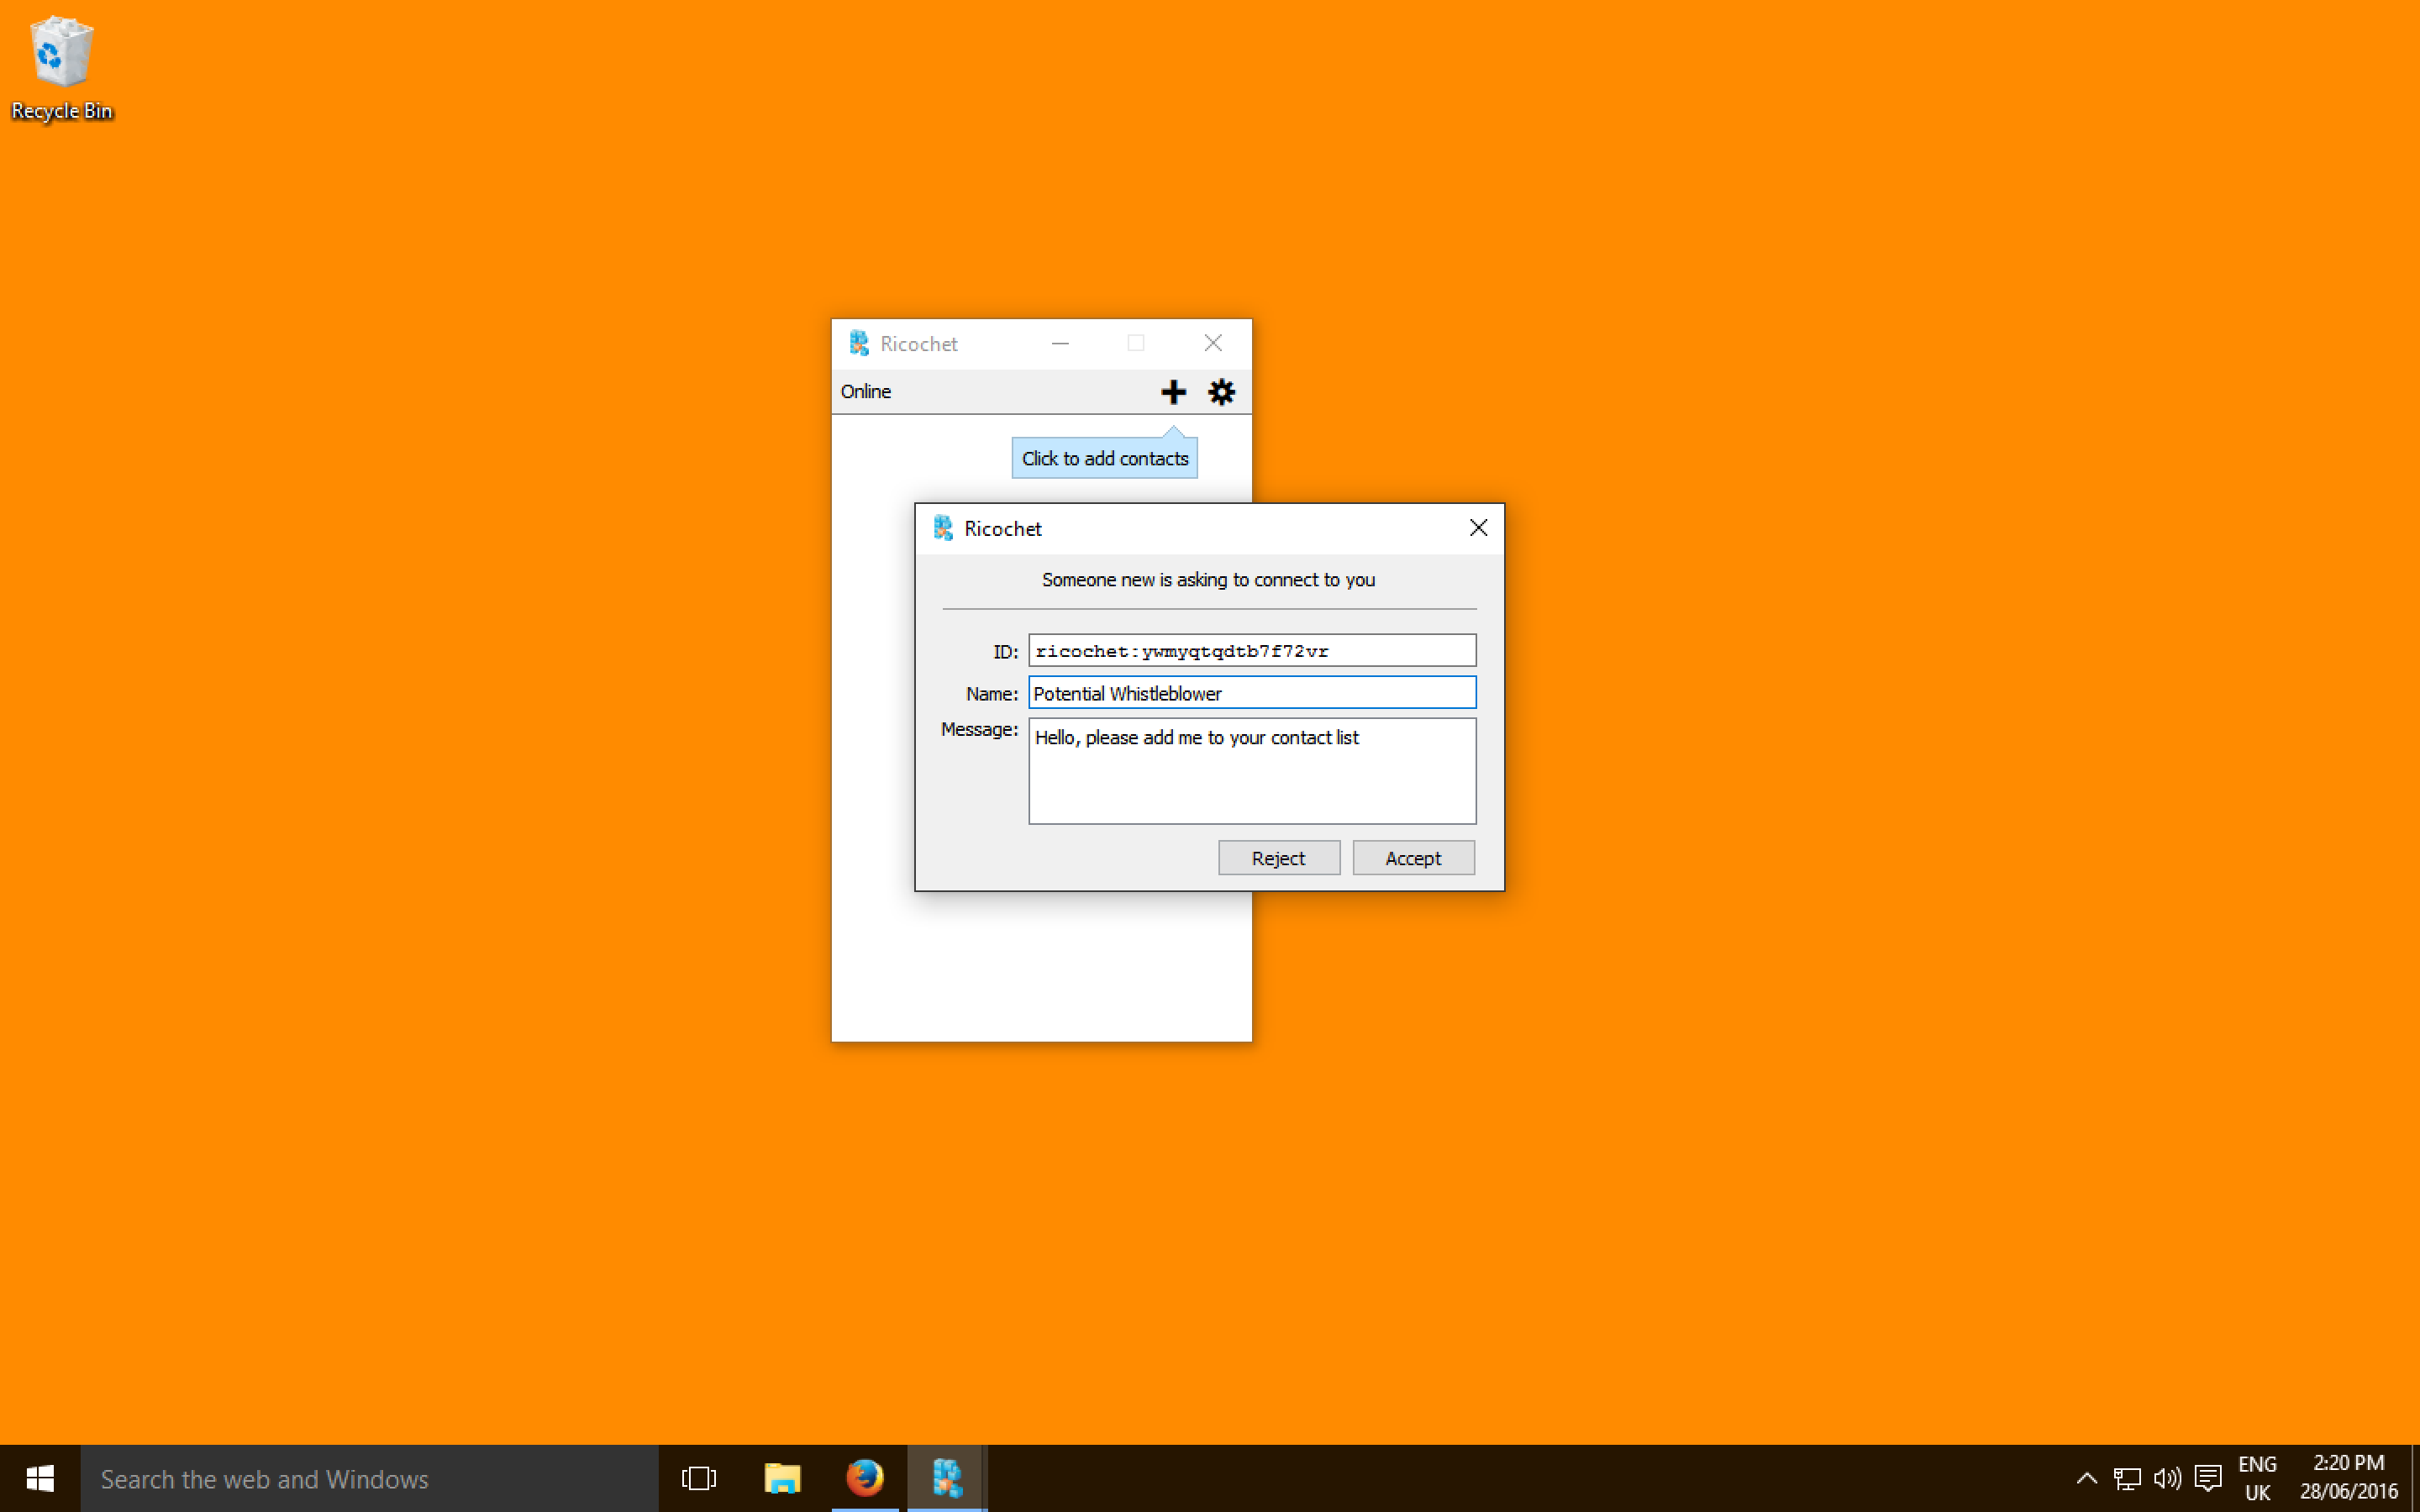 Recycle Bin
Ricochet
Online
Click to add contacts
Ricochet
Someone new is asking to connect to you
ID: ricochet:ywmyqtqdtb7f72vr
Name: Potential Whistleblower
Message: Hello, please add me to your contact list
Reject Accept
Search the web and Windows
ENG
UK
2:20 PM
28/06/2016